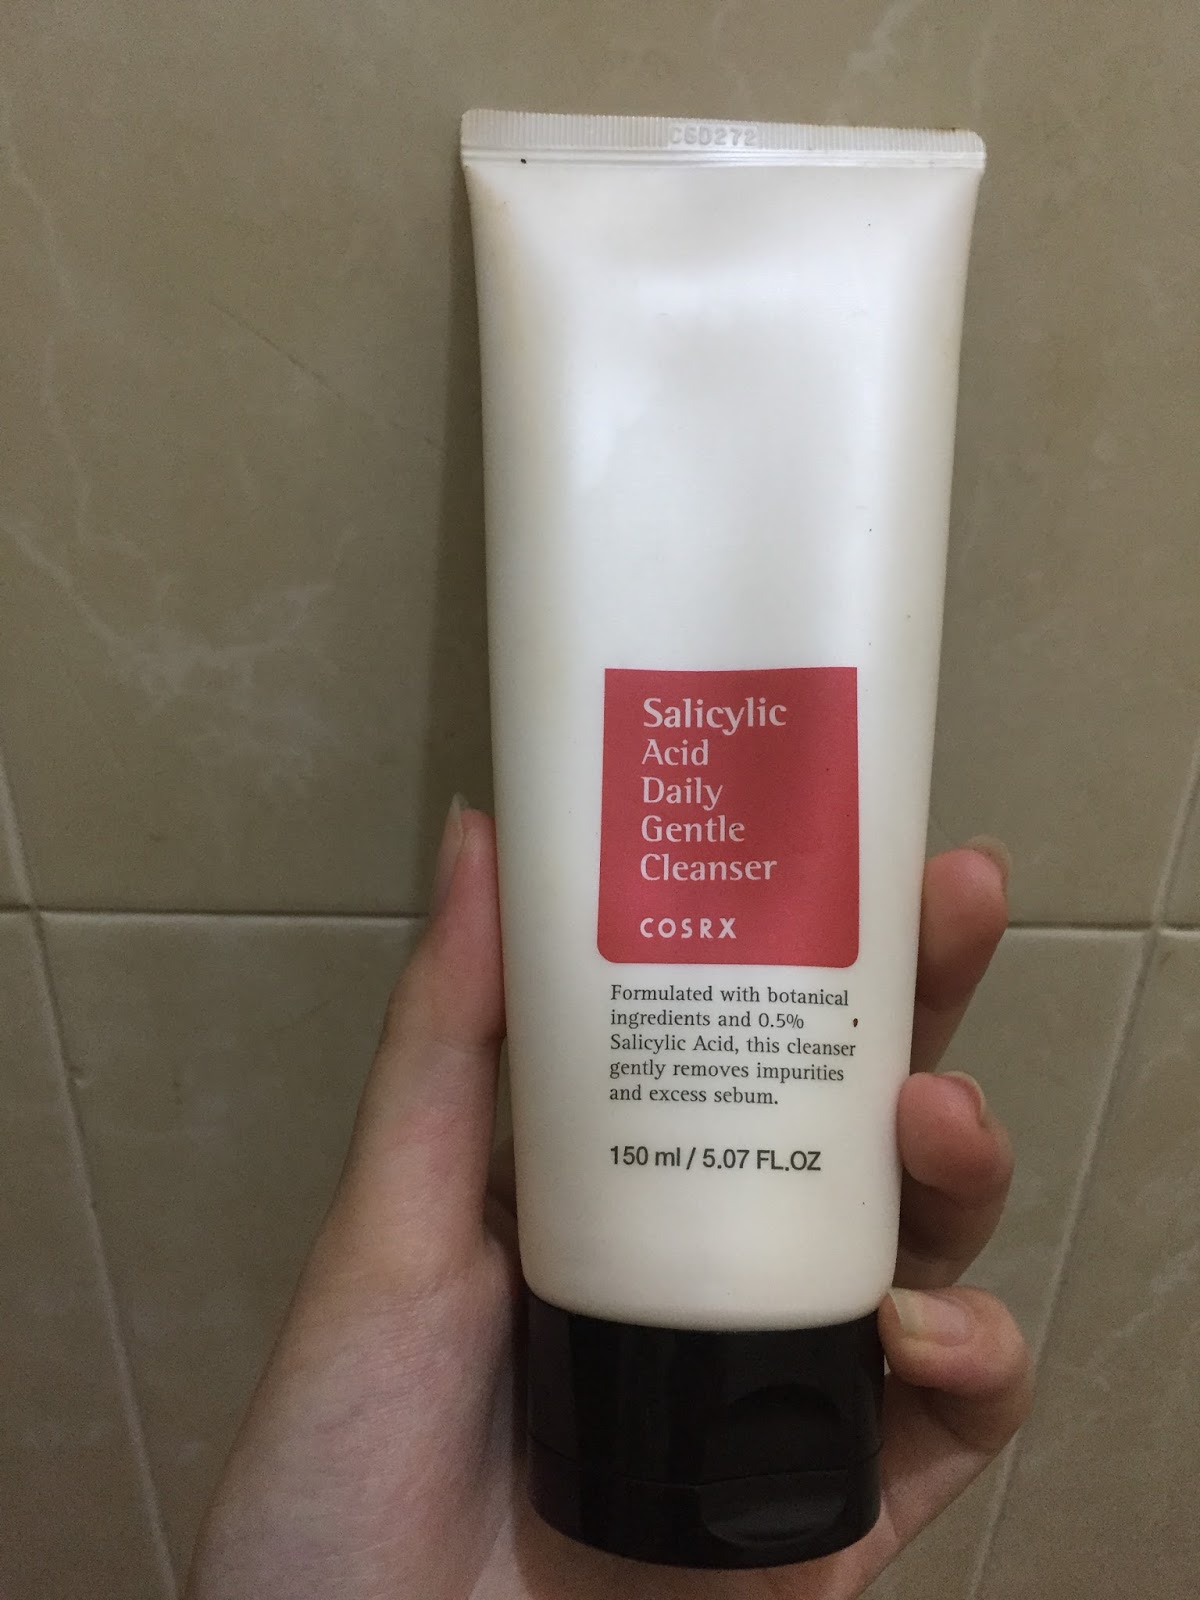 CGD272
Salicylic
Acid
Daily
Gentle
Cleanser
COSRX
Formulated with botanical
ingredients and 0.5%
Salicylic Acid, this cleanser
gently removes impurities
and excess sebum.
150 ml / 5.07 FL.OZ